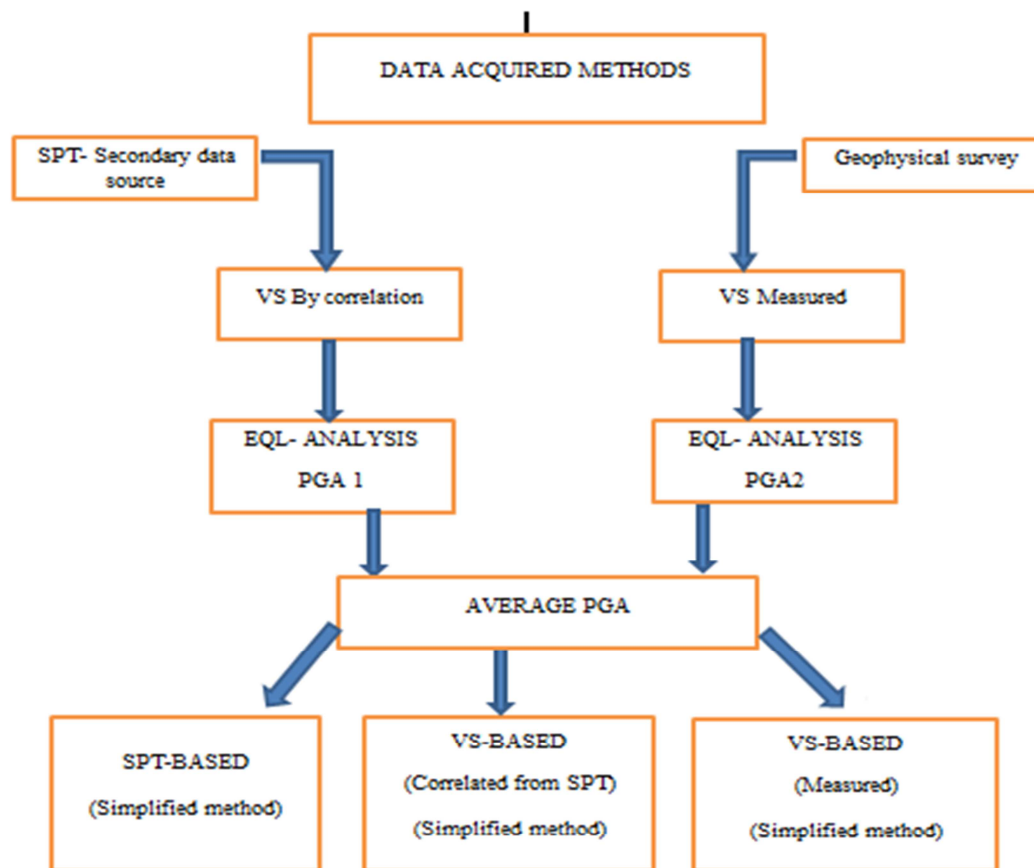 DATA ACQUIRED METHODS
SPT- Secondary data
source
Geophysical survey
VS By correlation
VS Measured
EQL- ANALYSIS
PGA 1
EQL- ANALYSIS
PGA2
AVERAGE PGA
SPT-BASED
(Simplified method)
VS-BASED
(Correlated from SPT)
(Simplified method)
VS-BASED
(Measured)
(Simplified method)